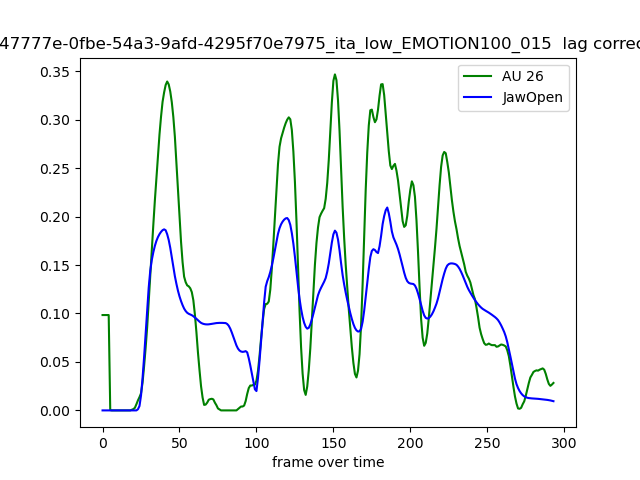 47777e-0fbe-54a3-9afd-4295f70e7975_ita_low_EMOTION100_015 lag correc
AU 26
JawOpen
0.35
0.30
0.25
0.20
0.15
0.10
0.05
0.00
0 50 100 150 200 250 300
frame over time